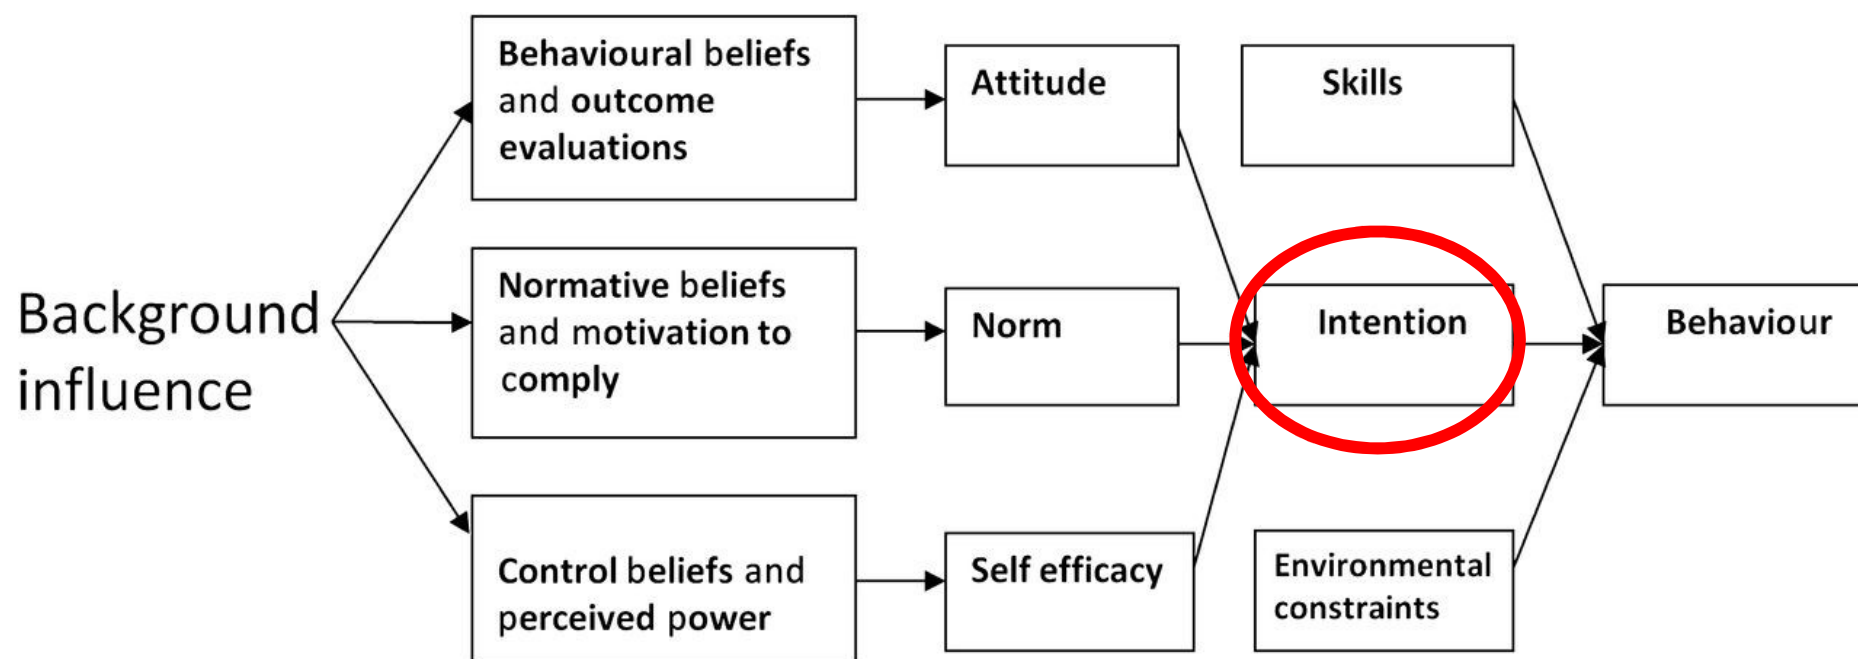 Background
influence
Behavioural beliefs
and outcome
evaluations
Normative beliefs
and motivation to
comply
Control beliefs and
perceived power
Attitude
Norm
Self efficacy
Skills
Intention
Environmental
constraints
Behaviour